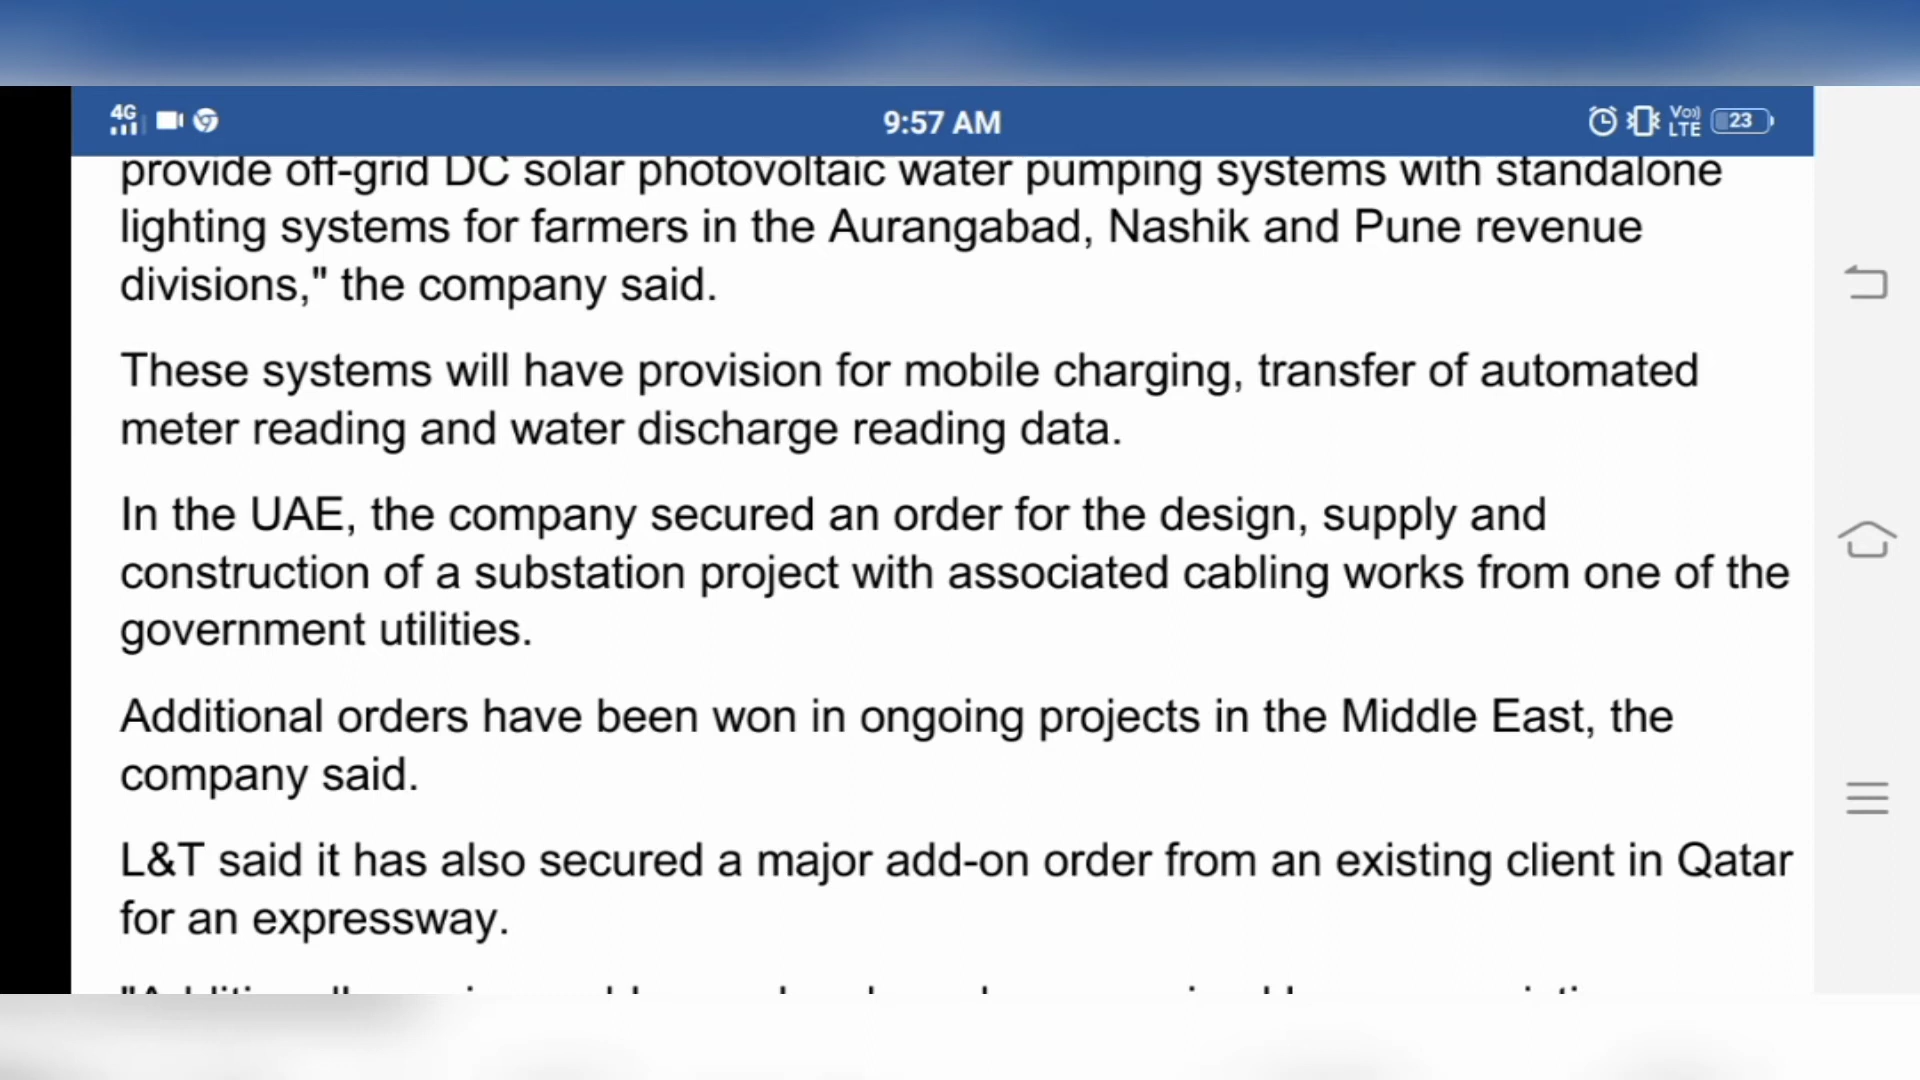 4G
9:57 AM
Vo)) LTE
23
provide off-grid DC solar photovoltaic water pumping systems with standalone
lighting systems for farmers in the Aurangabad, Nashik and Pune revenue
divisions," the company said.
These systems will have provision for mobile charging, transfer of automated
meter reading and water discharge reading data.
In the UAE, the company secured an order for the design, supply and
construction of a substation project with associated cabling works from one of the
government utilities.
Additional orders have been won in ongoing projects in the Middle East, the
company said.
L&T said it has also secured a major add-on order from an existing client in Qatar
for an expressway.